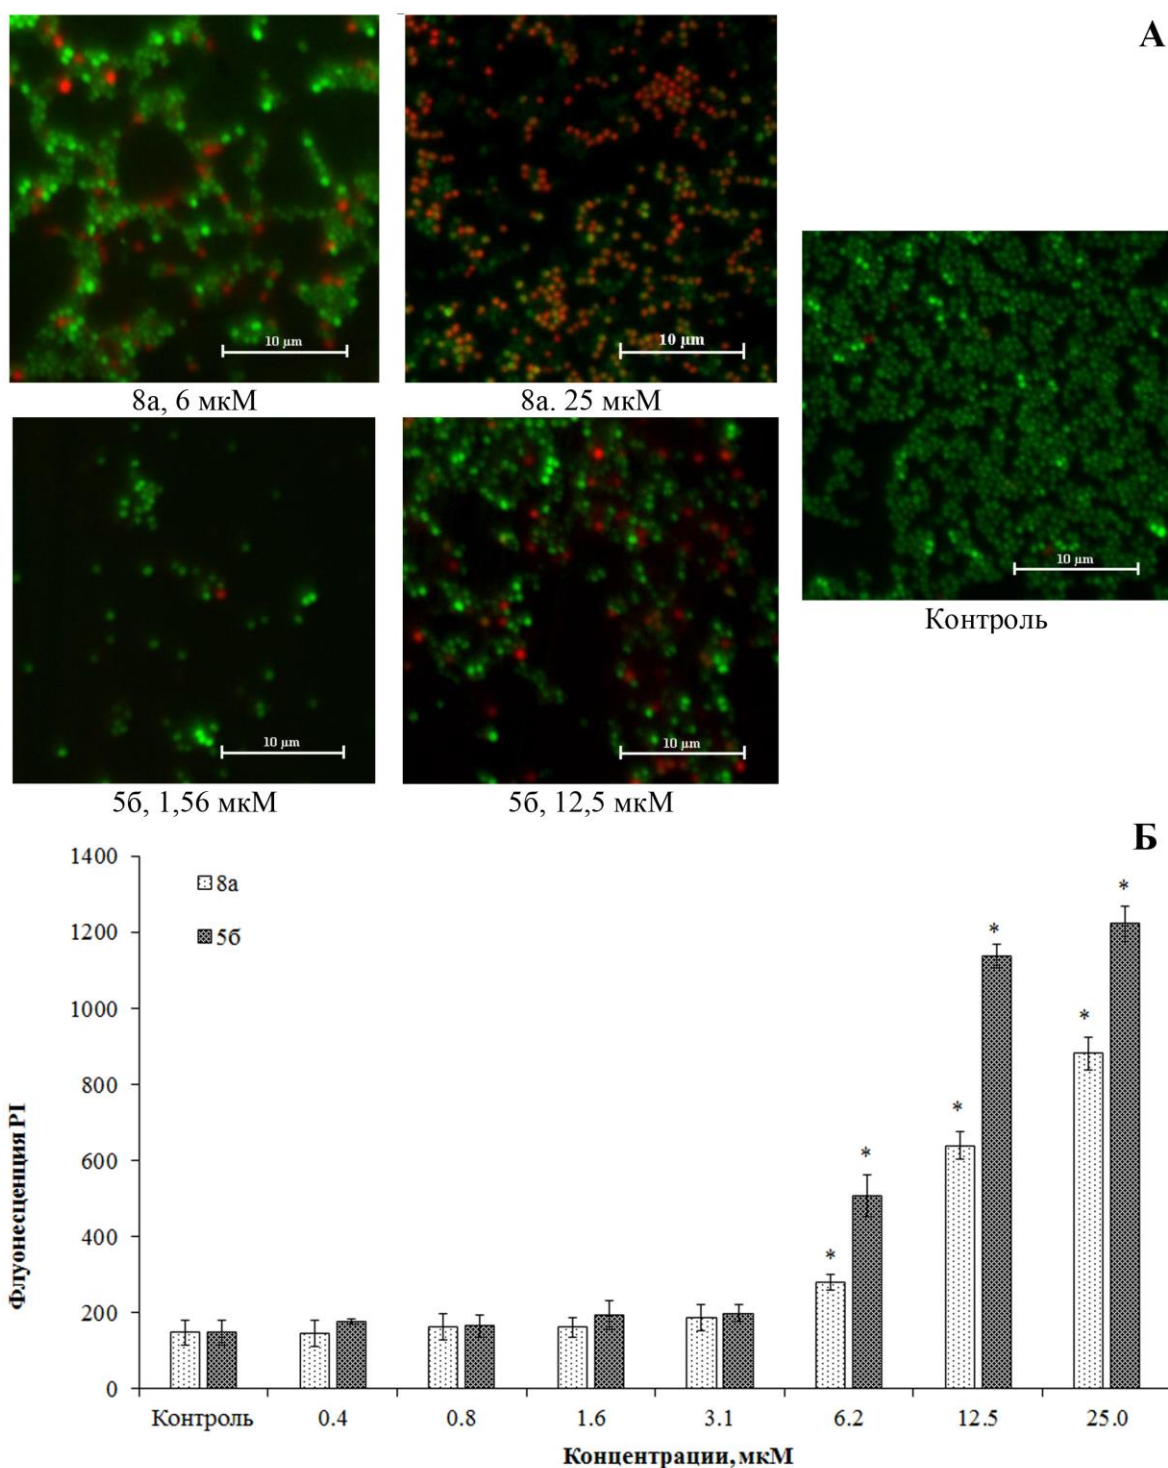 А
10 µm
10 µm
8а, 6 мкМ
8а. 25 мкМ
10 µm
Контроль
10 µm
10 µm
5б, 1,56 мкМ
5б, 12,5 мкМ
Б
1400
1200
1000
800
600
400
200
0
8а
5б
*
*
*
*
*
*
Флуонесценция PI
Контроль 0.4 0.8 1.6 3.1 6.2 12.5 25.0
Концентрации, мкМ